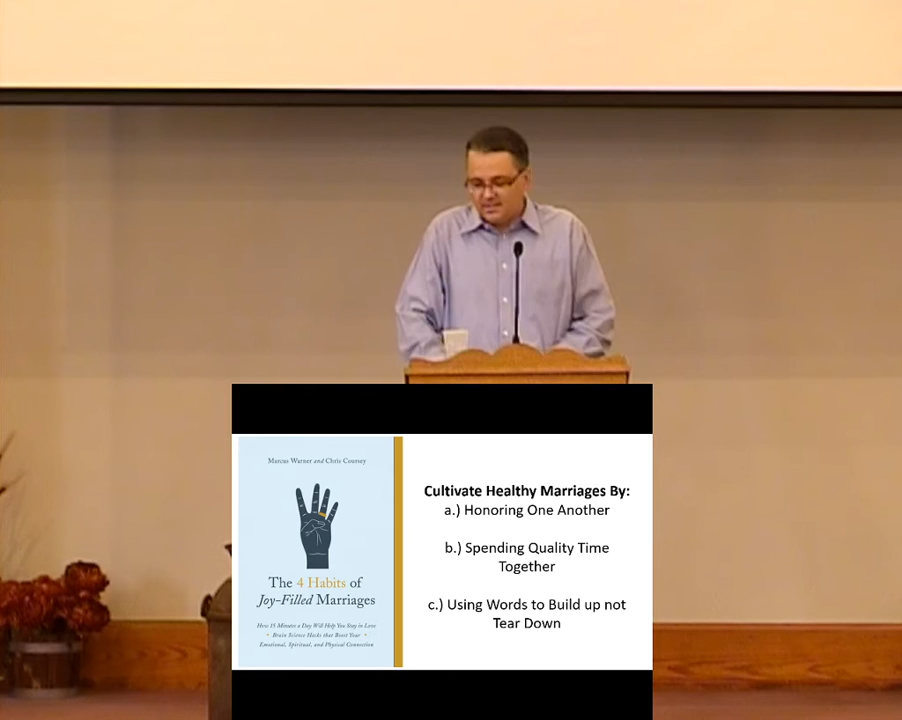 Marcus Warner and Chris Coursey
The 4 Habits of
Joy-Filled Marriages
How 15 Minutes a Day Will Help You Stay in Love
• Brain Science Hacks that Boost Your •
Emotional, Spiritual, and Physical Connection
Cultivate Healthy Marriages By:
a.) Honoring One Another
b.) Spending Quality Time
Together
c.) Using Words to Build up not
Tear Down